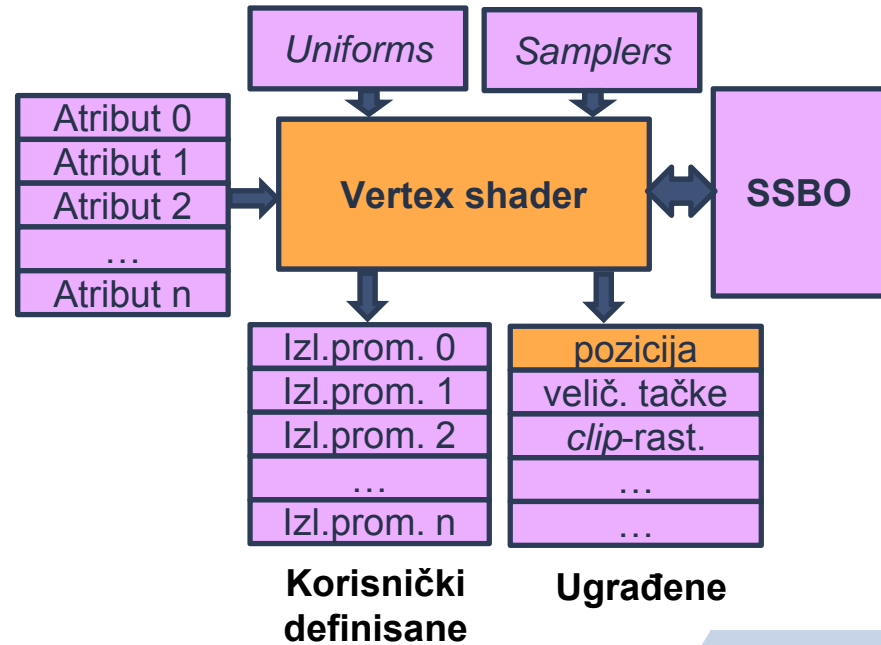 Uniforms
Samplers
Atribut 0
Atribut 1
Atribut 2
...
Atribut n
Vertex shader
SSBO
Izl.prom. 0
Izl.prom. 1
Izl.prom. 2
...
Izl.prom. n
pozicija
velič. tačke
clip-rast.
...
...
Korisnički
definisane
Ugrađene